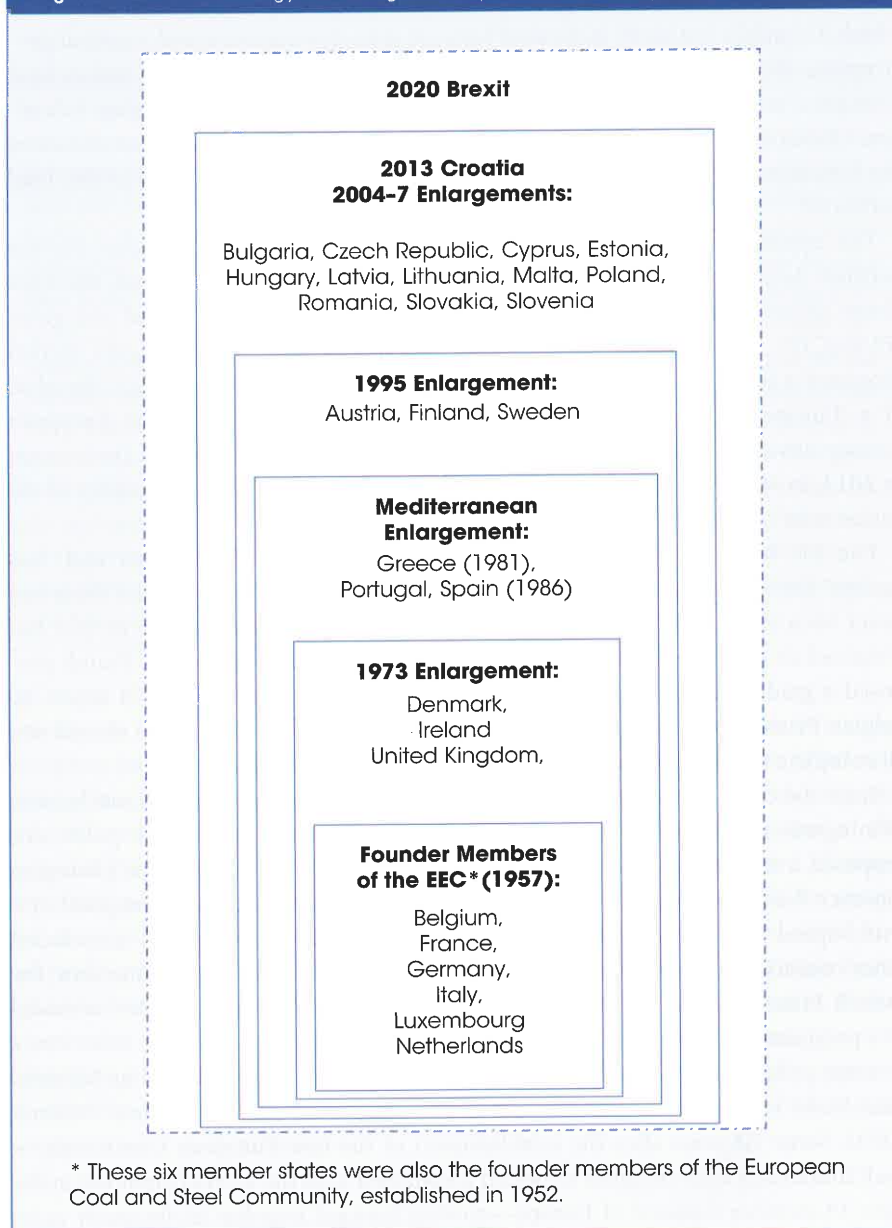 2020 Brexit
2013 Croatia
2004-7 Enlargements:
Bulgaria, Czech Republic, Cyprus, Estonia,
Hungary, Latvia, Lithuania, Malta, Poland,
Romania, Slovakia, Slovenia
1995 Enlargement:
Austria, Finland, Sweden
Mediterranean
Enlargement:
Greece (1981),
Portugal, Spain (1986)
1973 Enlargement:
Denmark,
Ireland
United Kingdom,
Founder Members
of the EEC* (1957):
Belgium,
France,
Germany,
Italy,
Luxembourg
Netherlands
* These six member states were also the founder members of the European
Coal and Steel Community, established in 1952.